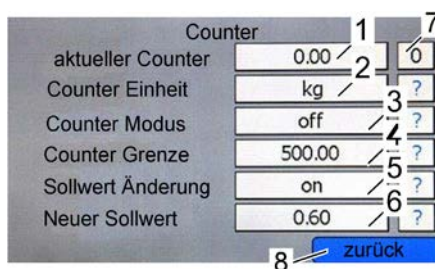 Counter
1
7
aktueller Counter 0.00 0
2
Counter Einheit kg ?
3
Counter Modus off ?
4
Counter Grenze 500.00 ?
5
Sollwert Änderung on ?
6
Neuer Sollwert 0.60 ?
8 zurück